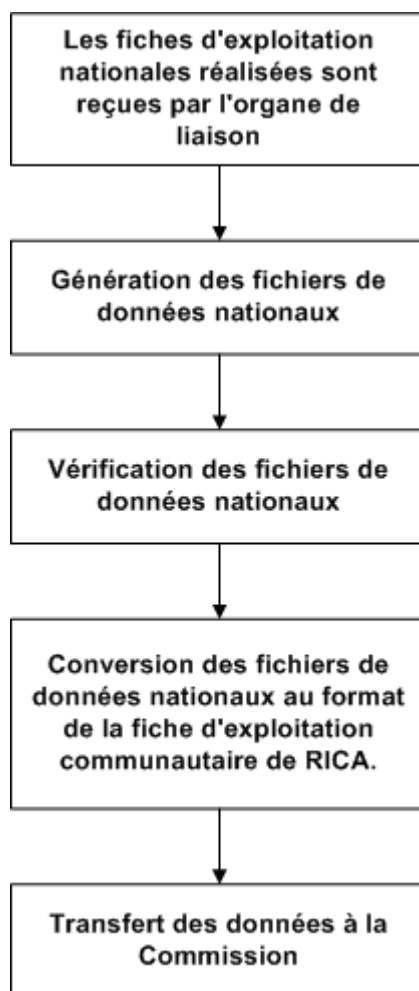 Les fiches d'exploitation
nationales réalisées sont
reçues par l'organe de
liaison
Génération des fichiers de
données nationaux
Vérification des fichiers de
données nationaux
Conversion des fichiers de
données nationaux au format
de la fiche d'exploitation
communautaire de RICA.
Transfert des données à la
Commission